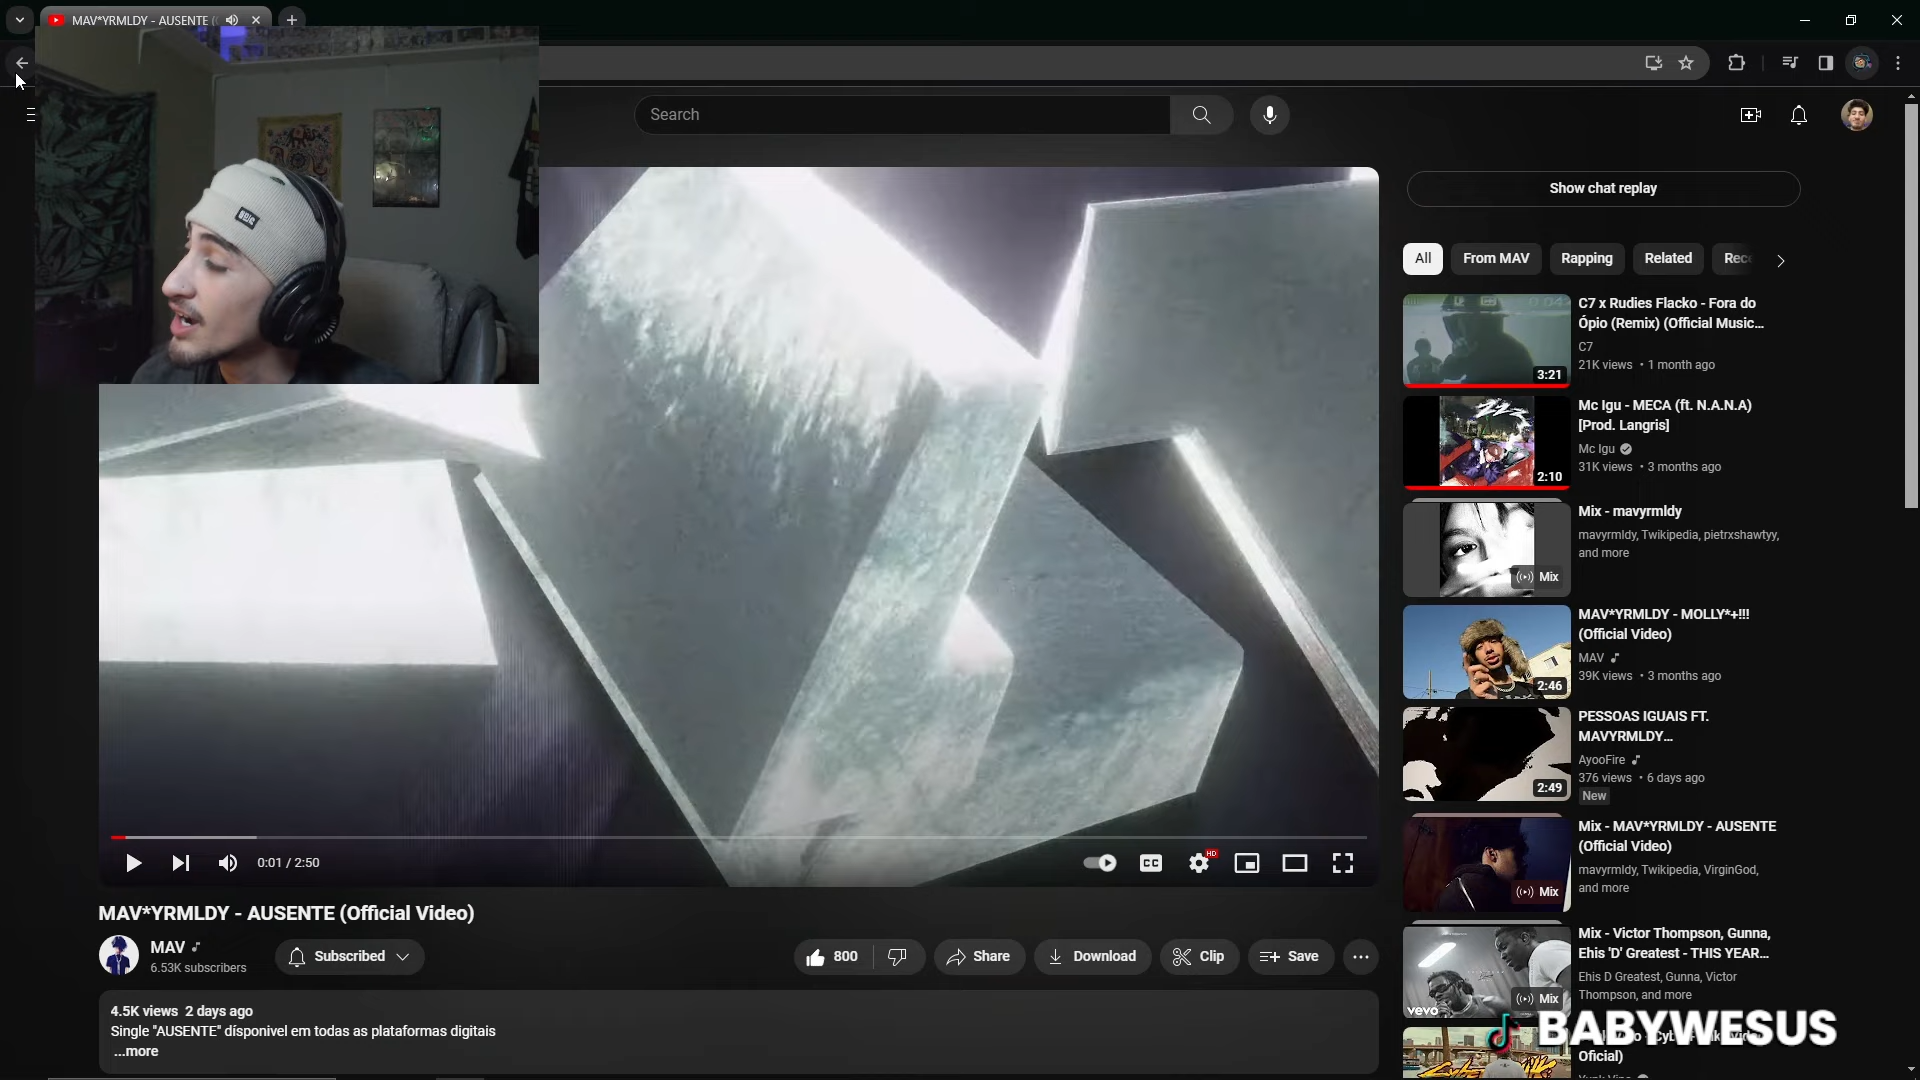 MAV*YRMLDY - AUSENTE (
Search
Show chat replay
All
From MAV
Rapping
Related
C7 x Rudies Flacko - Fora do
Ópio (Remix) (Official Music...
C7
21K views • 1 month ago
3:21
Mc Igu - MECA (ft. N.A.N.A)
[Prod. Langris]
Mc Igu
31K views • 3 months ago
2:10
Mix - mavyrmldy
mavyrmldy, Twikipedia, pietrxshawtyy,
and more
Mix
MAV*YRMLDY - MOLLY*+!!!
(Official Video)
MAV
39K views • 3 months ago
2:46
PESSOAS IGUAIS FT.
MAVYRMLDY...
AyooFire
376 views • 6 days ago
2:49
New
Mix - MAV*YRMLDY - AUSENTE
(Official Video)
mavyrmldy, Twikipedia, VirginGod,
and more
Mix
Mix - Victor Thompson, Gunna,
Ehis 'D' Greatest - THIS YEAR...
Ehis D Greatest, Gunna, Victor
Thompson, and more
Mix
vevo
BABYWESUS
Oficial)
0:01 / 2:50
CC
HD
MAV*YRMLDY - AUSENTE (Official Video)
MAV
6.53K subscribers
Subscribed
800
Share
Download
Clip
Save
4.5K views 2 days ago
Single "AUSENTE" dísponivel em todas as plataformas digitais
...more